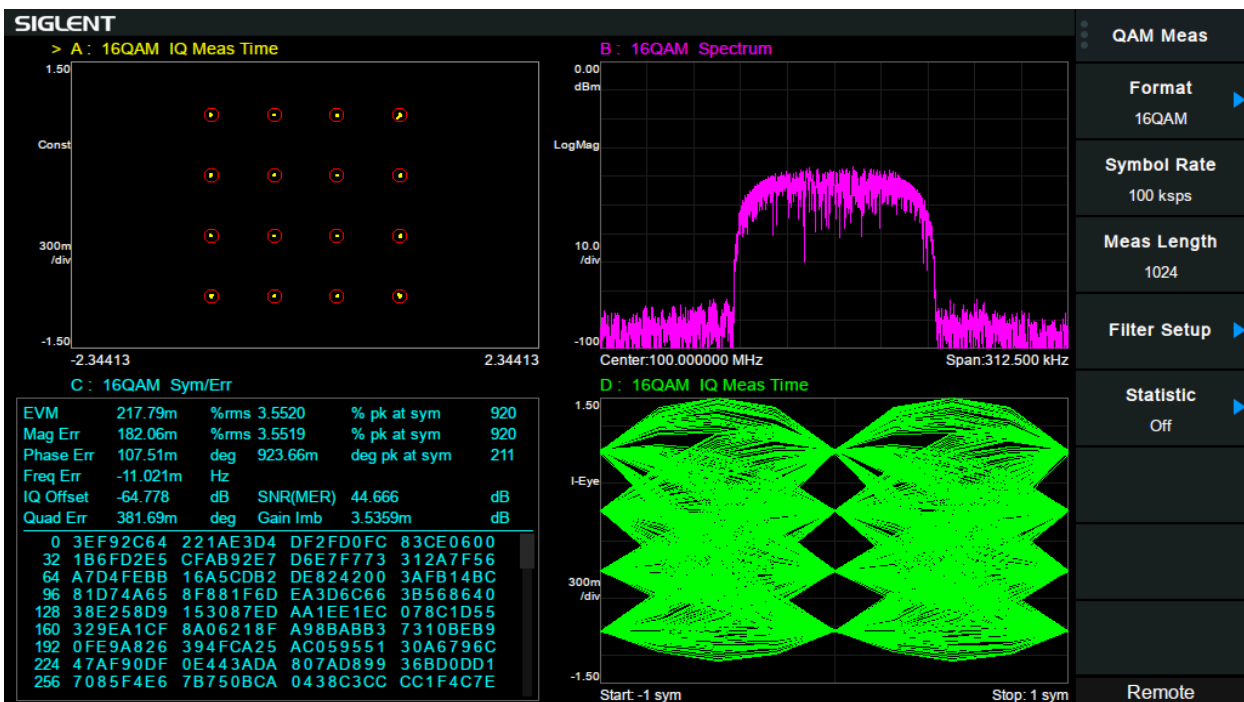 SIGLENT
> A : 16QAM IQ Meas Time
1.50
Const
300m
/div
-1.50
-2.34413 2.34413
B : 16QAM Spectrum
0.00
dBm
LogMag
10.0
/div
-100
Center:100.000000 MHz Span:312.500 kHz
C : 16QAM Sym/Err
EVM 217.79m %rms 3.5520 % pk at sym 920
Mag Err 182.06m %rms 3.5519 % pk at sym 920
Phase Err 107.51m deg 923.66m deg pk at sym 211
Freq Err -11.021m Hz
IQ Offset -64.778 dB SNR(MER) 44.666 dB
Quad Err 381.69m deg Gain Imb 3.5359m dB
0 3EF92C64 221AE3D4 DF2FD0FC 83CE0600
32 1B6FD2E5 CFAB92E7 D6E7F773 312A7F56
64 A7D4FEBB 16A5CDB2 DE824200 3AFB14BC
96 81D74A65 8F881F6D EA3D6C66 3B568640
128 38E258D9 153087ED AA1EE1EC 078C1D55
160 329EA1CF 8A06218F A98BABB3 7310BEB9
192 0FE9A826 394FCA25 AC059551 30A6796C
224 47AF90DF 0E443ADA 807AD899 36BD0DD1
256 7085F4E6 7B750BCA 0438C3CC CC1F4C7E
D : 16QAM IQ Meas Time
1.50
I-Eye
300m
/div
-1.50
Start: -1 sym Stop: 1 sym
QAM Meas
Format
16QAM
Symbol Rate
100 ksps
Meas Length
1024
Filter Setup
Statistic
Off
Remote